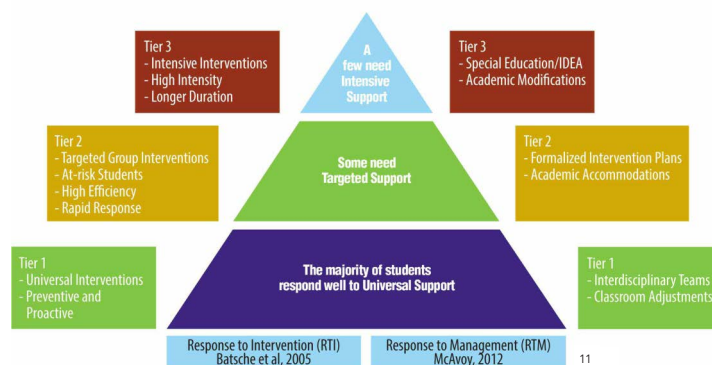 Tier 3
- Intensive Interventions
- High Intensity
- Longer Duration
A
few need
Intensive
Support
Tier 3
- Special Education/IDEA
- Academic Modifications
Tier 2
- Targeted Group Interventions
- At-risk Students
- High Efficiency
- Rapid Response
Some need
Targeted Support
Tier 2
- Formalized Intervention Plans
- Academic Accommodations
Tier 1
- Universal Interventions
- Preventive and
Proactive
The majority of students
respond well to Universal Support
Tier 1
- Interdisciplinary Teams
- Classroom Adjustments
Response to Intervention (RTI)
Batsche et al, 2005
Response to Management (RTM)
McAvoy, 2012
11